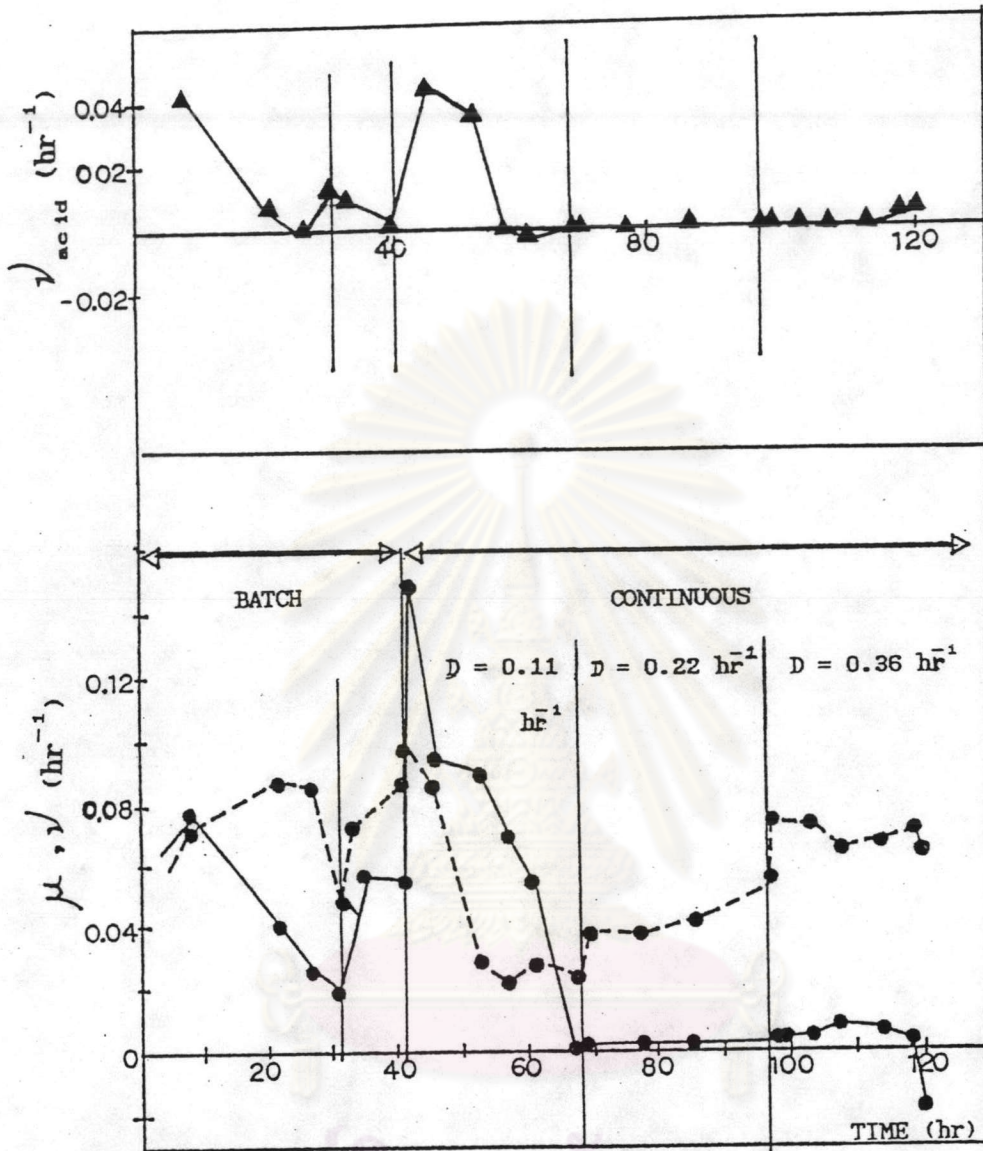 ν acid (hr⁻¹)
0.04
0.02
-0.02
40
80
120
BATCH
CONTINUOUS
D = 0.11 hr⁻¹
D = 0.22 hr⁻¹
D = 0.36 hr⁻¹
μ , ν (hr⁻¹)
0.12
0.08
0.04
0
20
40
60
80
100
120
TIME (hr)